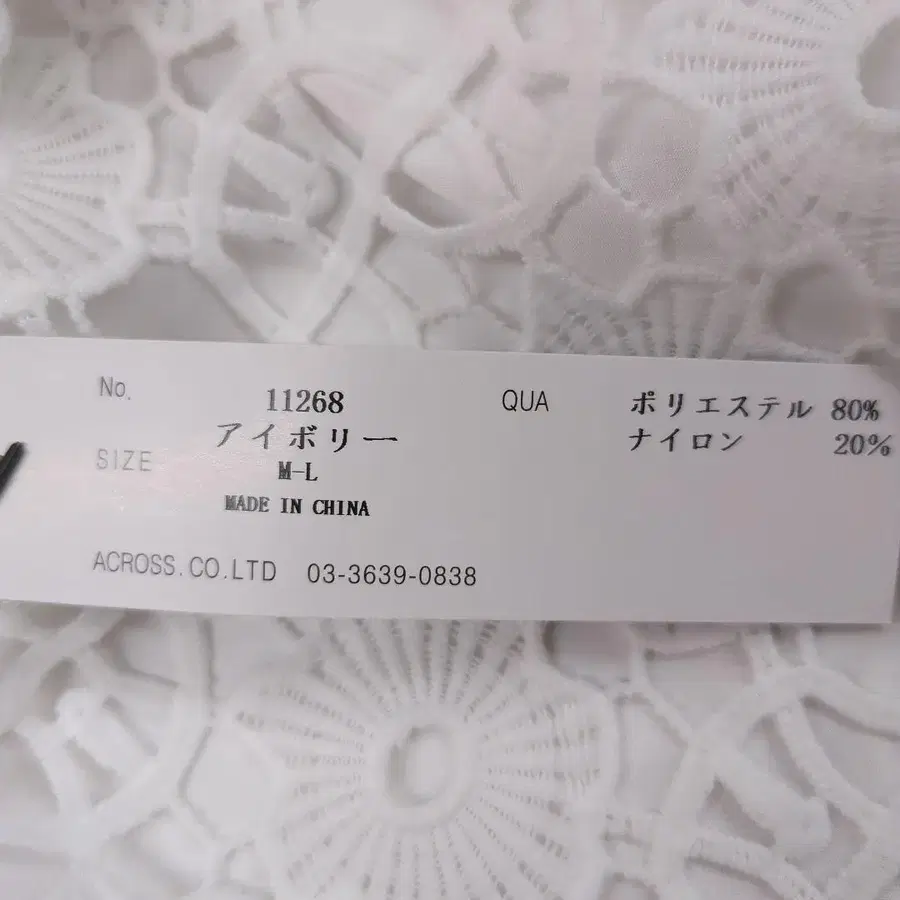 No. 11268 QUA ポリエステル 80%
アイボリー ナイロン 20%
SIZE M-L
MADE IN CHINA
ACROSS.CO.LTD 03-3639-0838